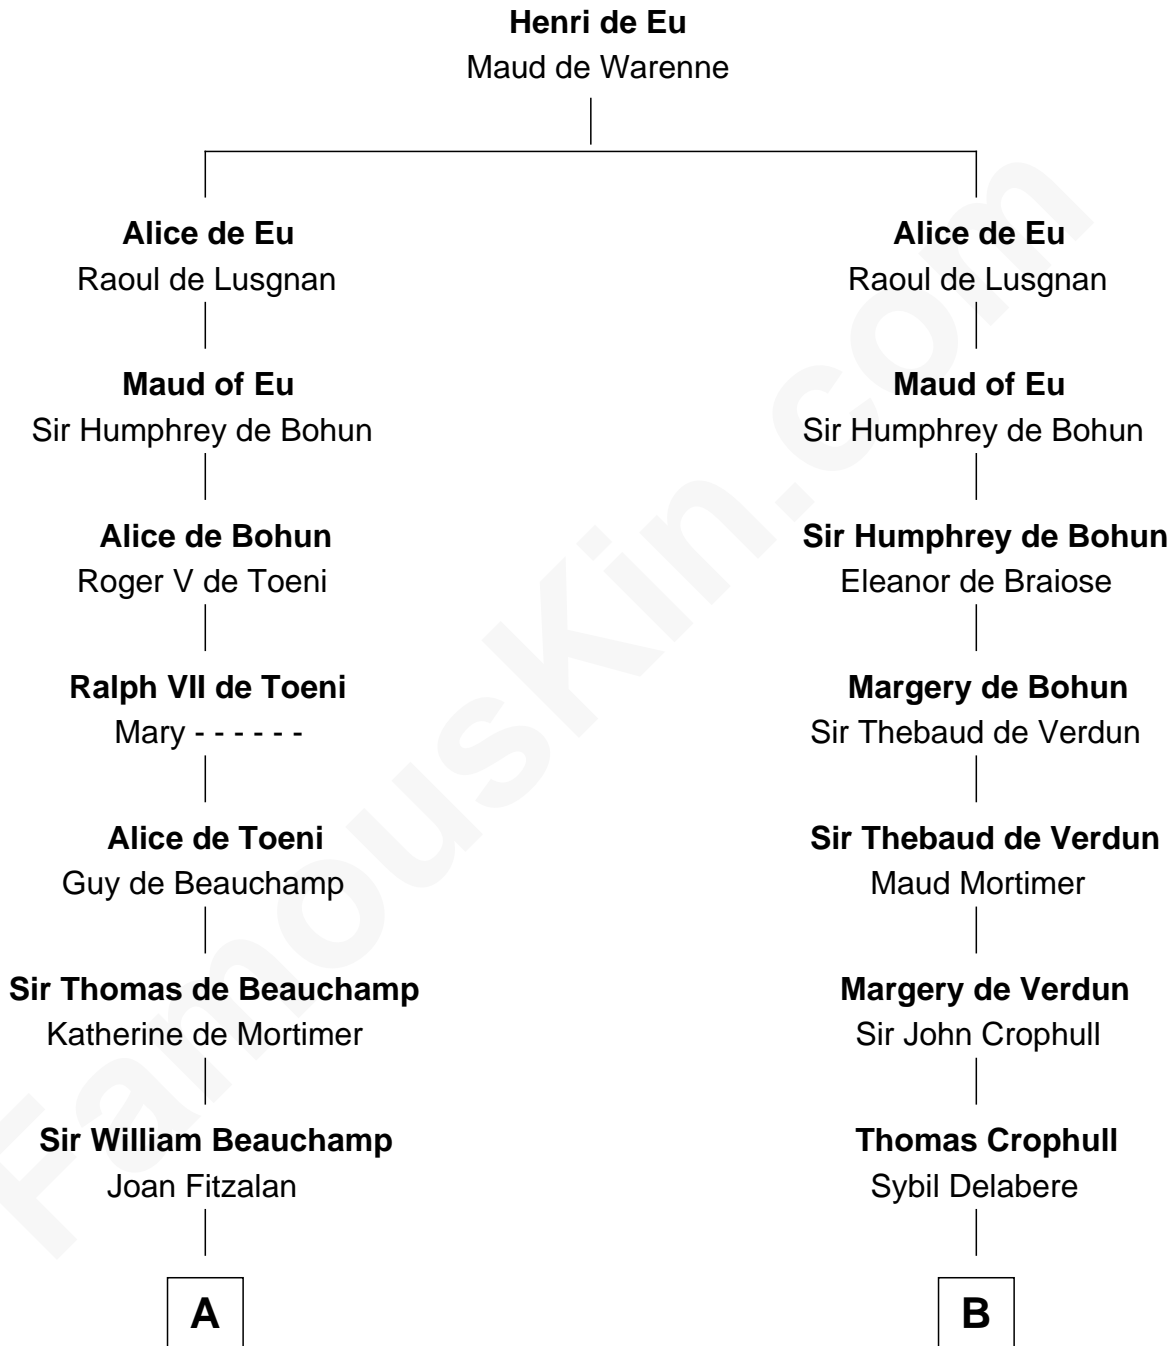 Henri de Eu
Maud de Warenne
Alice de Eu
Raoul de Lusgnan
Maud of Eu
Sir Humphrey de Bohun
Alice de Bohun
Roger V de Toeni
Ralph VII de Toeni
Mary - - - - - -
Alice de Toeni
Guy de Beauchamp
Sir Thomas de Beauchamp
Katherine de Mortimer
Sir William Beauchamp
Joan Fitzalan
A
Alice de Eu
Raoul de Lusgnan
Maud of Eu
Sir Humphrey de Bohun
Sir Humphrey de Bohun
Eleanor de Braiose
Margery de Bohun
Sir Thebaud de Verdun
Sir Thebaud de Verdun
Maud Mortimer
Margery de Verdun
Sir John Crophull
Thomas Crophull
Sybil Delabere
B
FamousKin.com